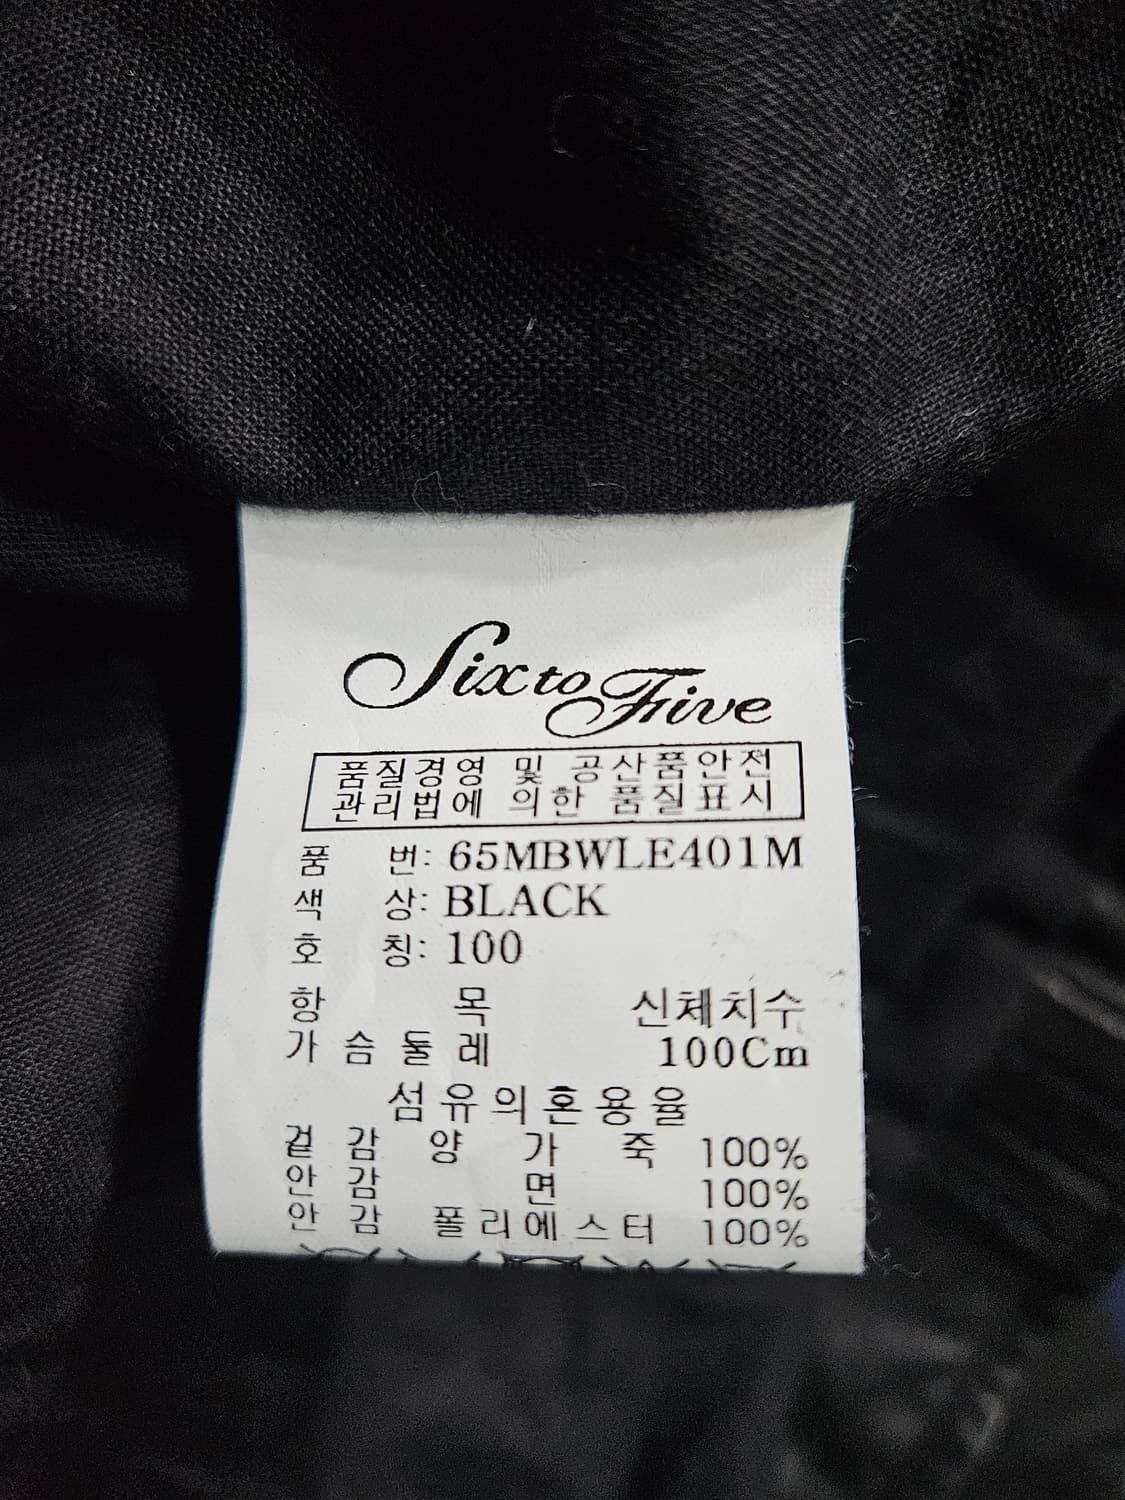 Six to Five
품질경영 및 공산품안전
관리법에 의한 품질표시
품 번: 65MBWLE401M
색 상: BLACK
호 칭: 100
항 목 신체치수
가 슴 둘 레 100Cm
섬유의혼용율
겉 감 양 가 죽 100%
안 감 면 100%
안 감 폴리에스터 100%